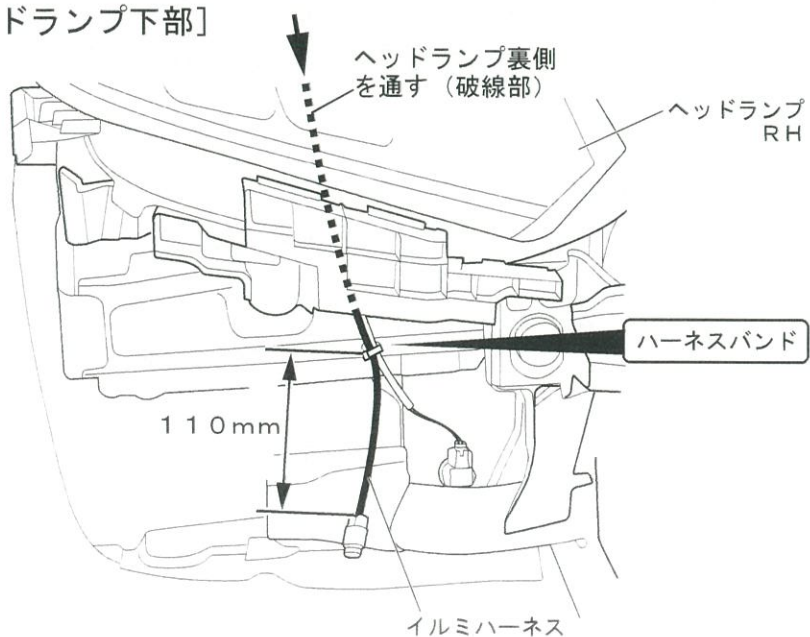 ドランプ下部]
ヘッドランプ裏側
を通す（破線部）
ヘッドランプ
RH
ハーネスバンド
110mm
イルミハーネス